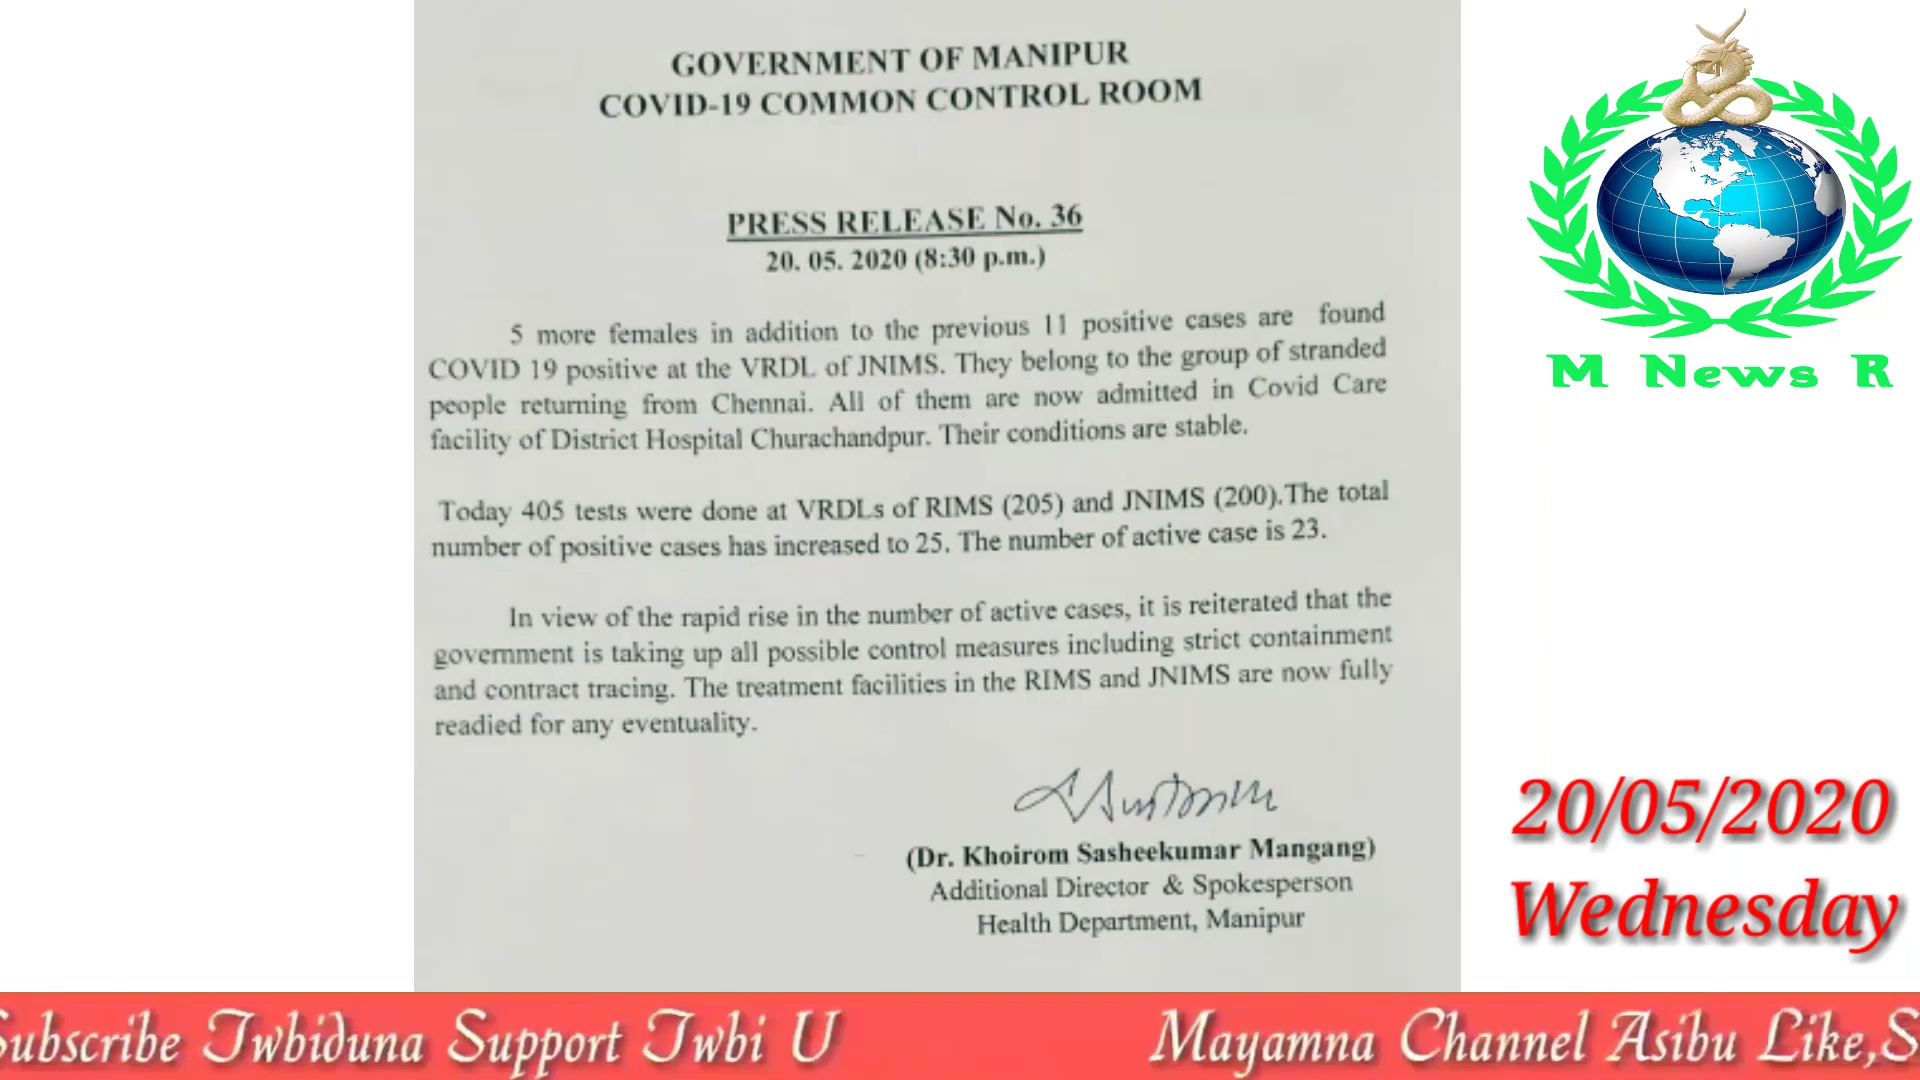 GOVERNMENT OF MANIPUR
COVID-19 COMMON CONTROL ROOM
PRESS RELEASE No. 36
20. 05. 2020 (8:30 p.m.)
5 more females in addition to the previous 11 positive cases are found
COVID 19 positive at the VRDL of JNIMS. They belong to the group of stranded
people returning from Chennai. All of them are now admitted in Covid Care
facility of District Hospital Churachandpur. Their conditions are stable.
Today 405 tests were done at VRDLs of RIMS (205) and JNIMS (200).The total
number of positive cases has increased to 25. The number of active case is 23.
In view of the rapid rise in the number of active cases, it is reiterated that the
government is taking up all possible control measures including strict containment
and contract tracing. The treatment facilities in the RIMS and JNIMS are now fully
readied for any eventuality.
(Dr. Khoirom Sasheekumar Mangang)
Additional Director & Spokesperson
Health Department, Manipur
M News R
20/05/2020
Wednesday
Subscribe Twbiduna Support Twbi U Mayamna Channel Asibu Like,S